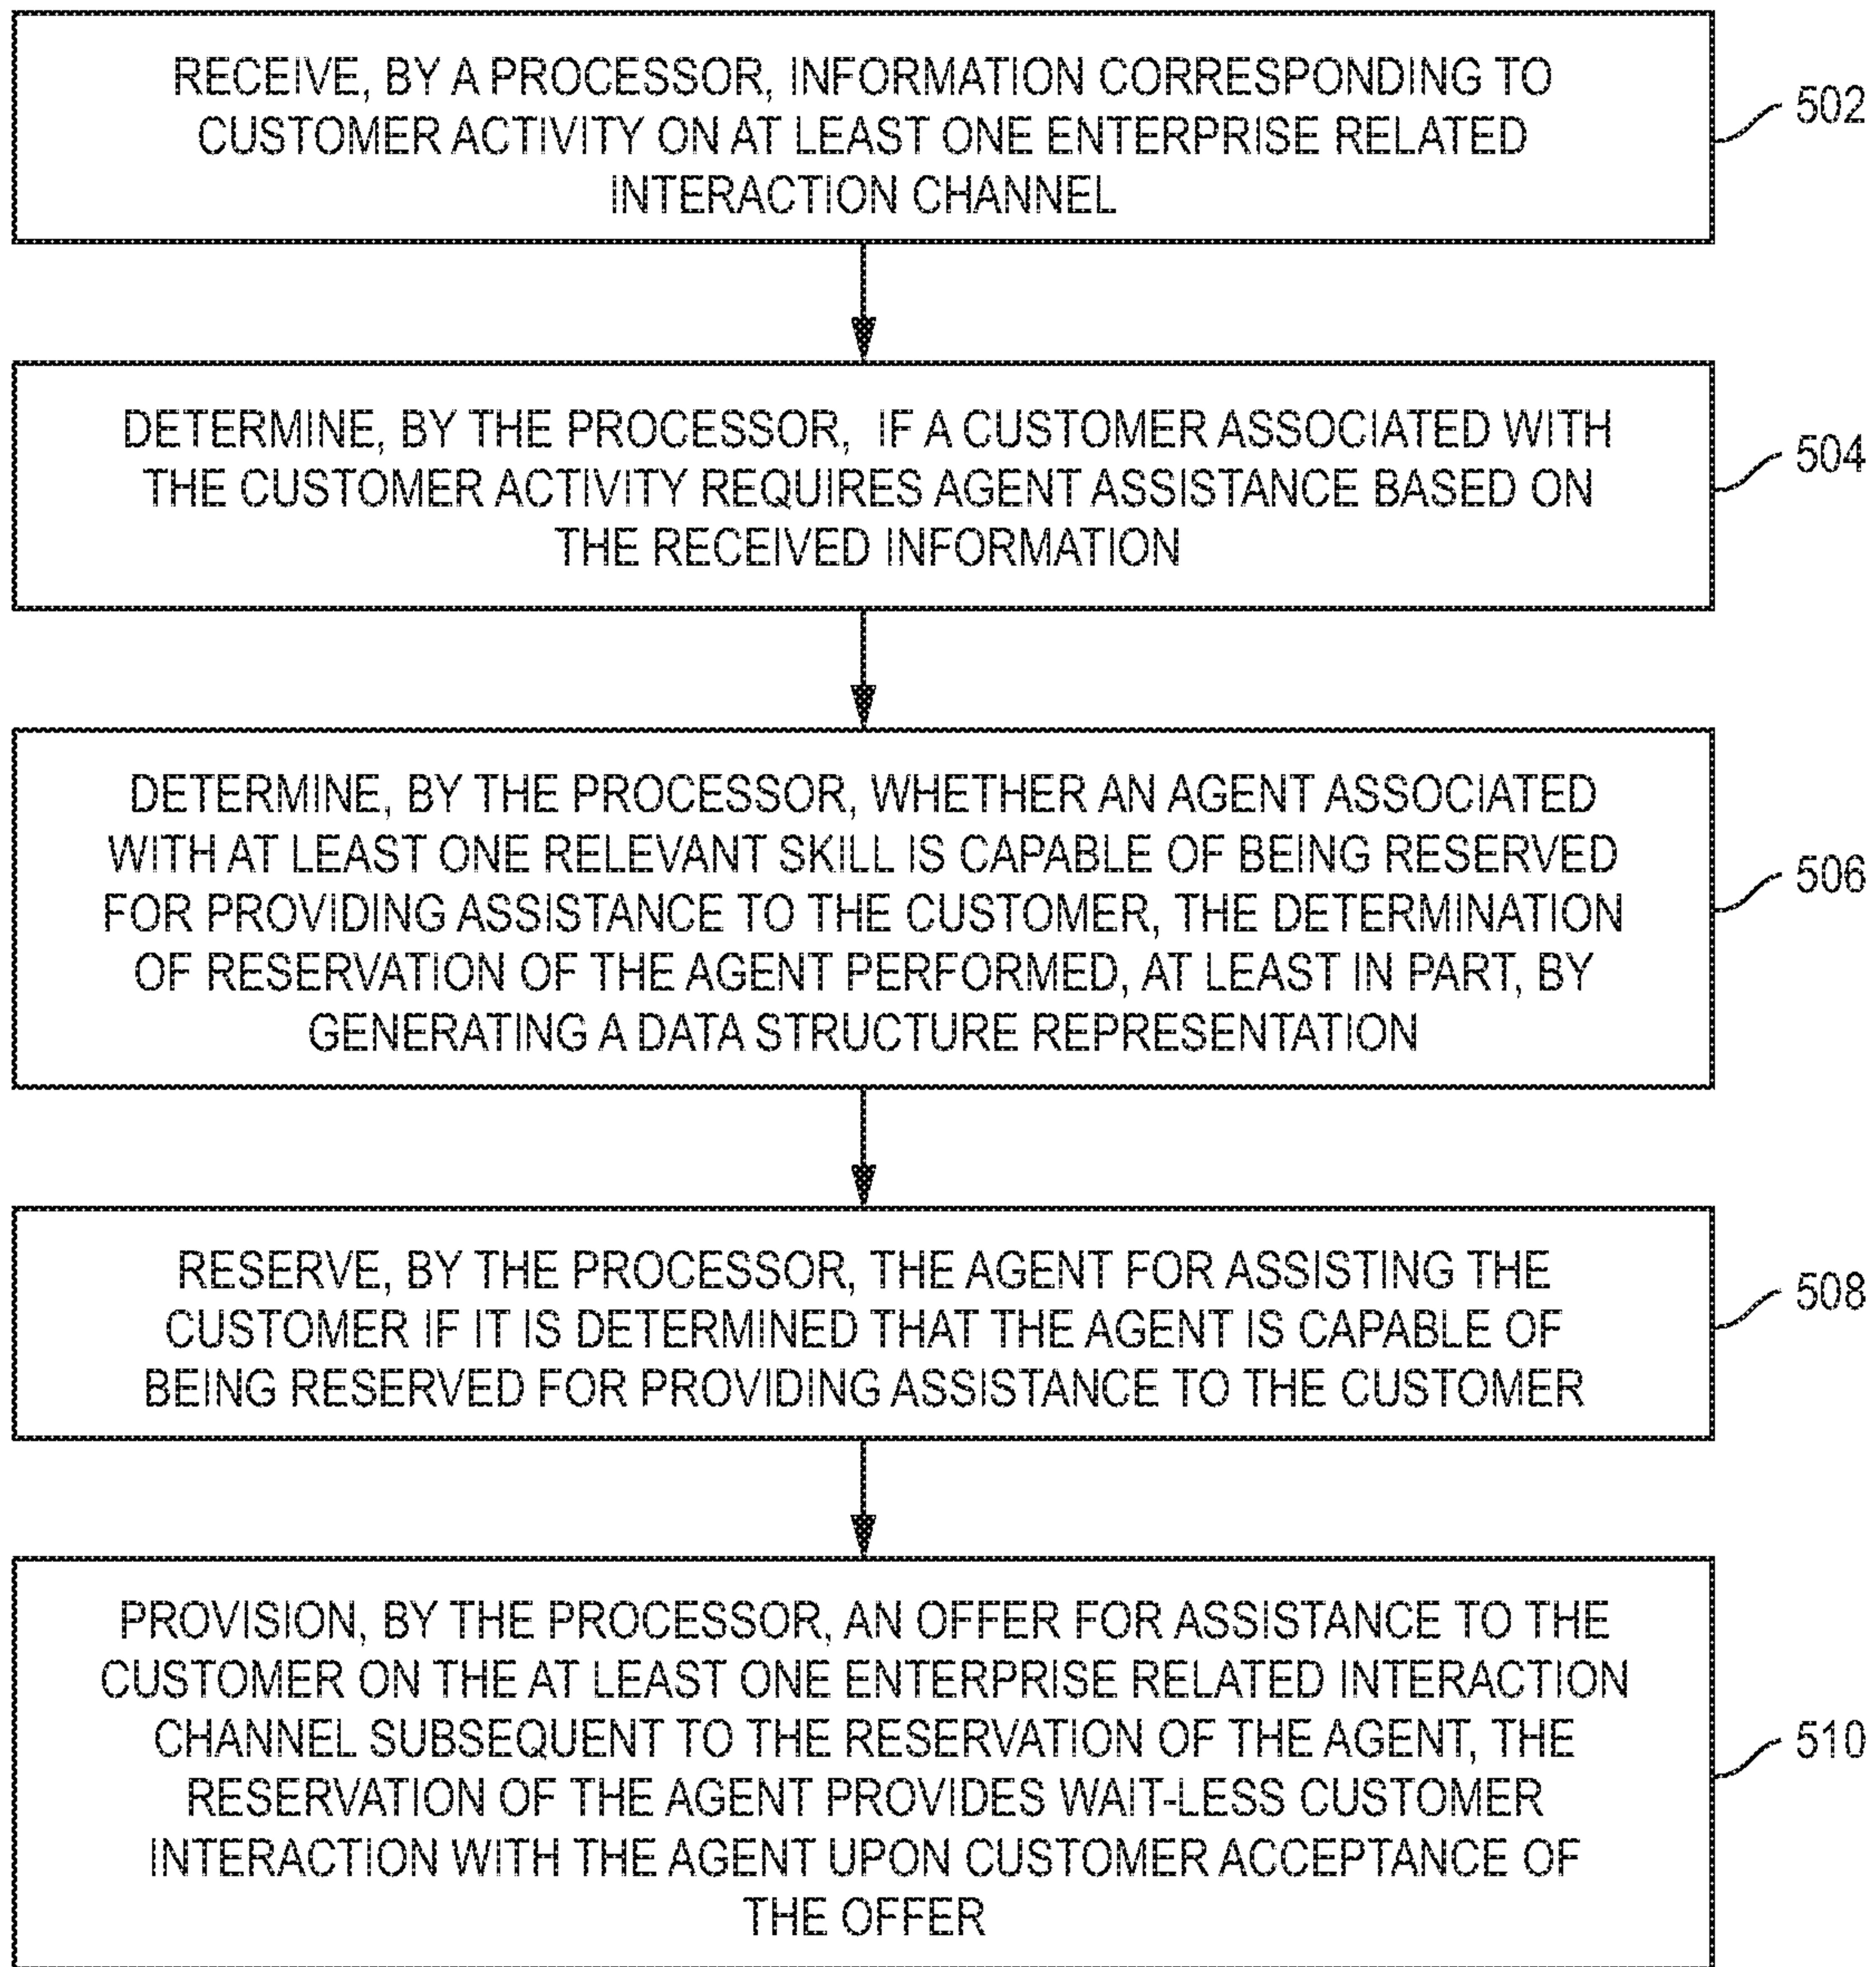 RECEIVE, BY A PROCESSOR, INFORMATION CORRESPONDING TO
CUSTOMER ACTIVITY ON AT LEAST ONE ENTERPRISE RELATED
INTERACTION CHANNEL
502
DETERMINE, BY THE PROCESSOR, IF A CUSTOMER ASSOCIATED WITH
THE CUSTOMER ACTIVITY REQUIRES AGENT ASSISTANCE BASED ON
THE RECEIVED INFORMATION
504
DETERMINE, BY THE PROCESSOR, WHETHER AN AGENT ASSOCIATED
WITH AT LEAST ONE RELEVANT SKILL IS CAPABLE OF BEING RESERVED
FOR PROVIDING ASSISTANCE TO THE CUSTOMER, THE DETERMINATION
OF RESERVATION OF THE AGENT PERFORMED, AT LEAST IN PART, BY
GENERATING A DATA STRUCTURE REPRESENTATION
506
RESERVE, BY THE PROCESSOR, THE AGENT FOR ASSISTING THE
CUSTOMER IF IT IS DETERMINED THAT THE AGENT IS CAPABLE OF
BEING RESERVED FOR PROVIDING ASSISTANCE TO THE CUSTOMER
508
PROVISION, BY THE PROCESSOR, AN OFFER FOR ASSISTANCE TO THE
CUSTOMER ON THE AT LEAST ONE ENTERPRISE RELATED INTERACTION
CHANNEL SUBSEQUENT TO THE RESERVATION OF THE AGENT, THE
RESERVATION OF THE AGENT PROVIDES WAIT-LESS CUSTOMER
INTERACTION WITH THE AGENT UPON CUSTOMER ACCEPTANCE OF
THE OFFER
510